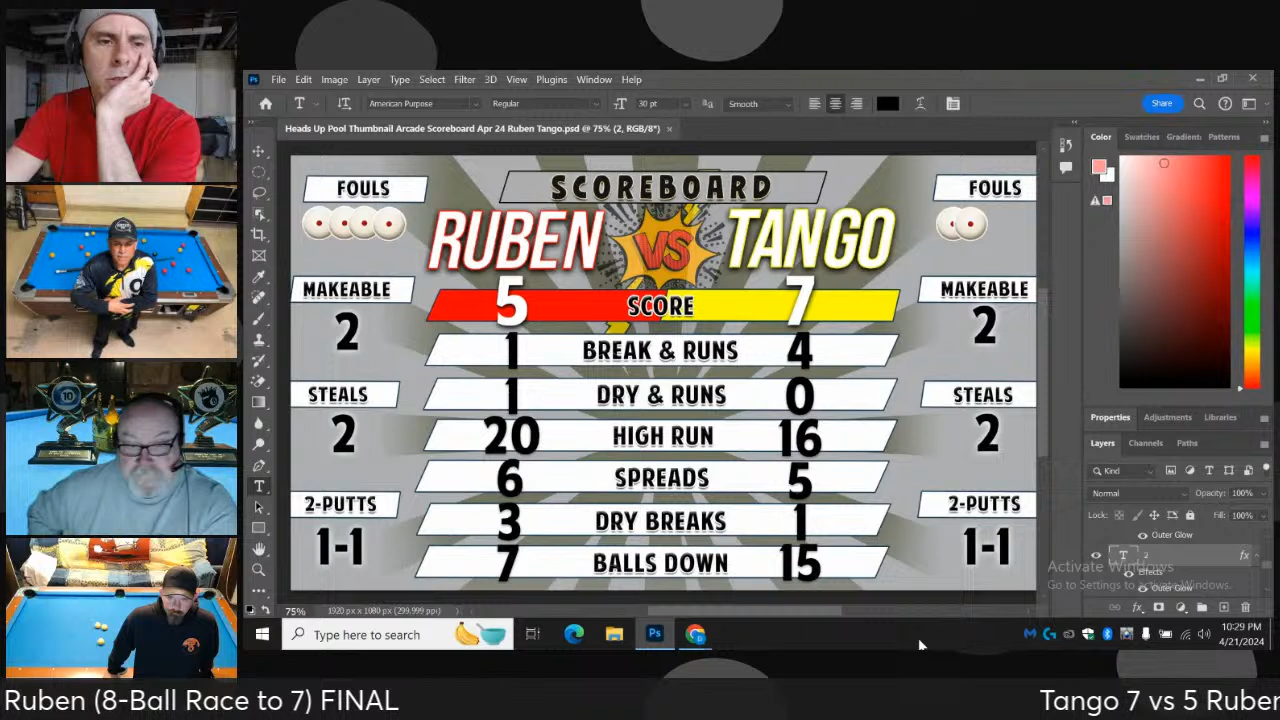 Ps File Edit Image Layer Type Select Filter 3D View Plugins Window Help
T American Purpose Regular 30 pt Smooth Share
Heads Up Pool Thumbnail Arcade Scoreboard Apr 24 Ruben Tango.psd @ 75% (2, RGB/8*) ×
Color Swatches Gradient: Patterns
FOULS SCOREBOARD FOULS
RUBEN VS TANGO
MAKEABLE 5 SCORE 7 MAKEABLE
2 1 BREAK & RUNS 4 2
STEALS 1 DRY & RUNS 0 STEALS
2 20 HIGH RUN 16 2
6 SPREADS 5
2-PUTTS 3 DRY BREAKS 1 2-PUTTS
1-1 7 BALLS DOWN 15 1-1
Properties Adjustments Libraries
Layers Channels Paths
Kind
Normal Opacity: 100%
Lock: Fill: 100%
Outer Glow
T 2 fx
Effects
Outer Glow
Activate Windows
Go to Settings to activate Windows.
75% 1920 px x 1080 px (299.999 ppi)
Type here to search Ps 10:29 PM
4/21/2024
Ruben (8-Ball Race to 7) FINAL Tango 7 vs 5 Ruben